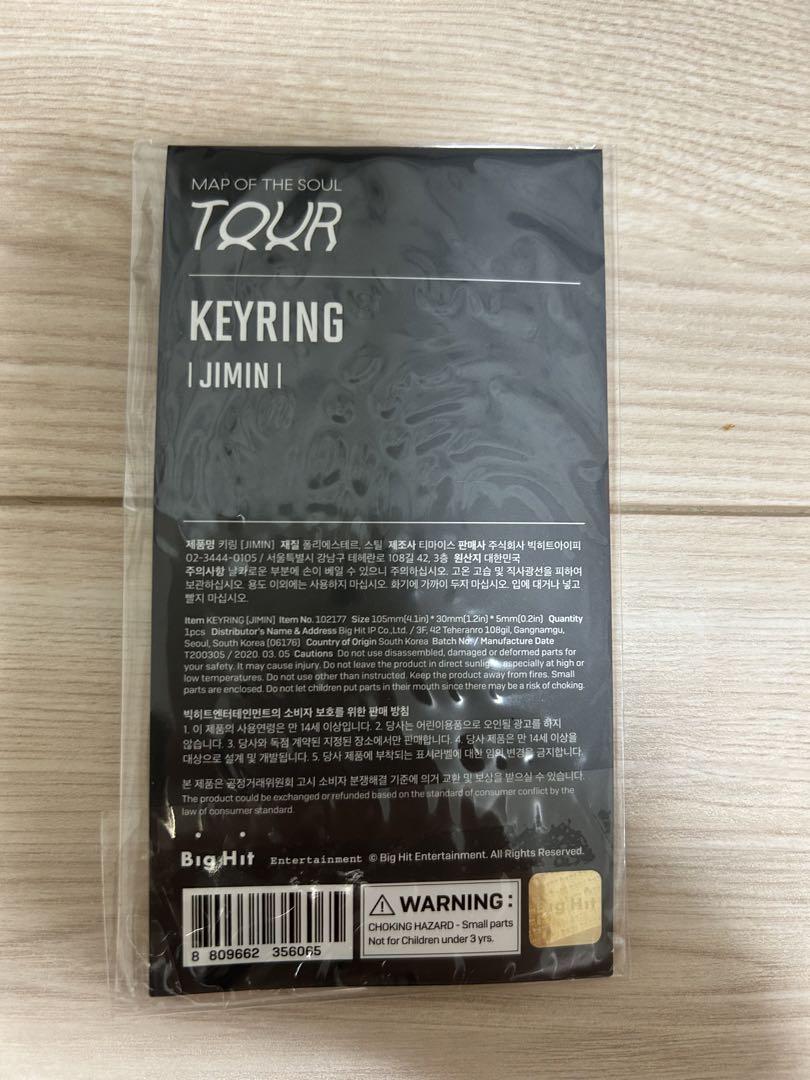 MAP OF THE SOUL
TOUR
KEYRING
| JIMIN |
제품명 키링 [JIMIN] 재질 폴리에스테르, 스틸 제조사 티마이스 판매사 주식회사 빅히트아이피
02-3444-0105 / 서울특별시 강남구 테헤란로 108길 42, 3층 원산지 대한민국
주의사항 날카로운 부분에 손이 베일 수 있으니 주의하십시오. 고온 고습 및 직사광선을 피하여
보관하십시오. 용도 이외에는 사용하지 마십시오. 화기에 가까이 두지 마십시오. 입에 대거나 넣고
빨지 마십시오.
Item KEYRING [JIMIN] Item No. 102177 Size 105mm(4.1in) * 30mm(1.2in) * 5mm(0.2in) Quantity
1pcs Distributor's Name & Address Big Hit IP Co.,Ltd. / 3F, 42 Teheranro 108gil, Gangnamgu,
Seoul, South Korea [06176] Country of Origin South Korea Batch No. / Manufacture Date
T200305 / 2020. 03. 05 Cautions Do not use disassembled, damaged or deformed parts for
your safety. It may cause injury. Do not leave the product in direct sunlight, especially at high or
low temperatures. Do not use other than instructed. Keep the product away from fires. Small
parts are enclosed. Do not let children put parts in their mouth since there may be a risk of choking.
빅히트엔터테인먼트의 소비자 보호를 위한 판매 방침
1. 이 제품의 사용연령은 만 14세 이상입니다. 2. 당사는 어린이용품으로 오인될 광고를 하지
않습니다. 3. 당사와 독점 계약된 지정된 장소에서만 판매합니다. 4. 당사 제품은 만 14세 이상을
대상으로 설계 및 개발됩니다. 5. 당사 제품에 부착되는 표시라벨에 대한 임의 변경을 금지합니다.
본 제품은 공정거래위원회 고시 소비자 분쟁해결 기준에 의거 교환 및 보상을 받으실 수 있습니다.
The product could be exchanged or refunded based on the standard of consumer conflict by the
law of consumer standard.
Big Hit Entertainment © Big Hit Entertainment. All Rights Reserved.
8 809662 356065
WARNING :
CHOKING HAZARD - Small parts
Not for Children under 3 yrs.
Big Hit